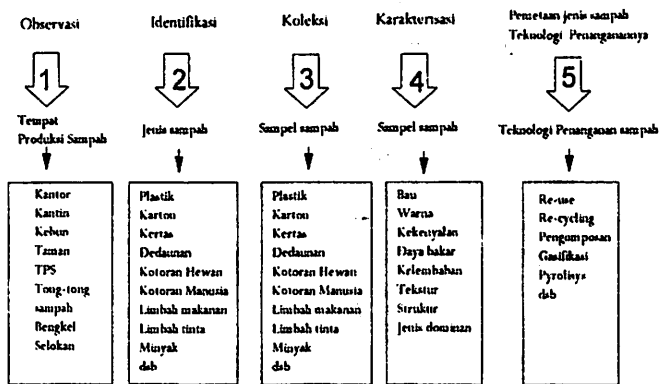 Observasi
1
Tempat
Produksi Sampah
Kantor
Kantin
Kebun
Taman
TPS
Tong-tong
sampah
Bengkel
Selokan
Identifikasi
2
Jenis sampah
Plastik
Karton
Kertas
Dedaunan
Kotoran Hewan
Kotoran Manusia
Limbah makanan
Limbah tinta
Minyak
dsb
Koleksi
3
Sampel sampah
Plastik
Karton
Kertas
Dedaunan
Kotoran Hewan
Kotoran Manusia
Limbah makanan
Limbah tinta
Minyak
dsb
Karakterisasi
4
Sampel sampah
Bau
Warna
Kekenyalan
Daya bakar
Kelembaban
Tekstur
Struktur
Jenis dominan
Pemetaan jenis sampah
Teknologi Penanganannya
5
Teknologi Penanganan sampah
Re-use
Re-cycling
Pengomposan
Gasifikasi
Pyrolisys
dsb